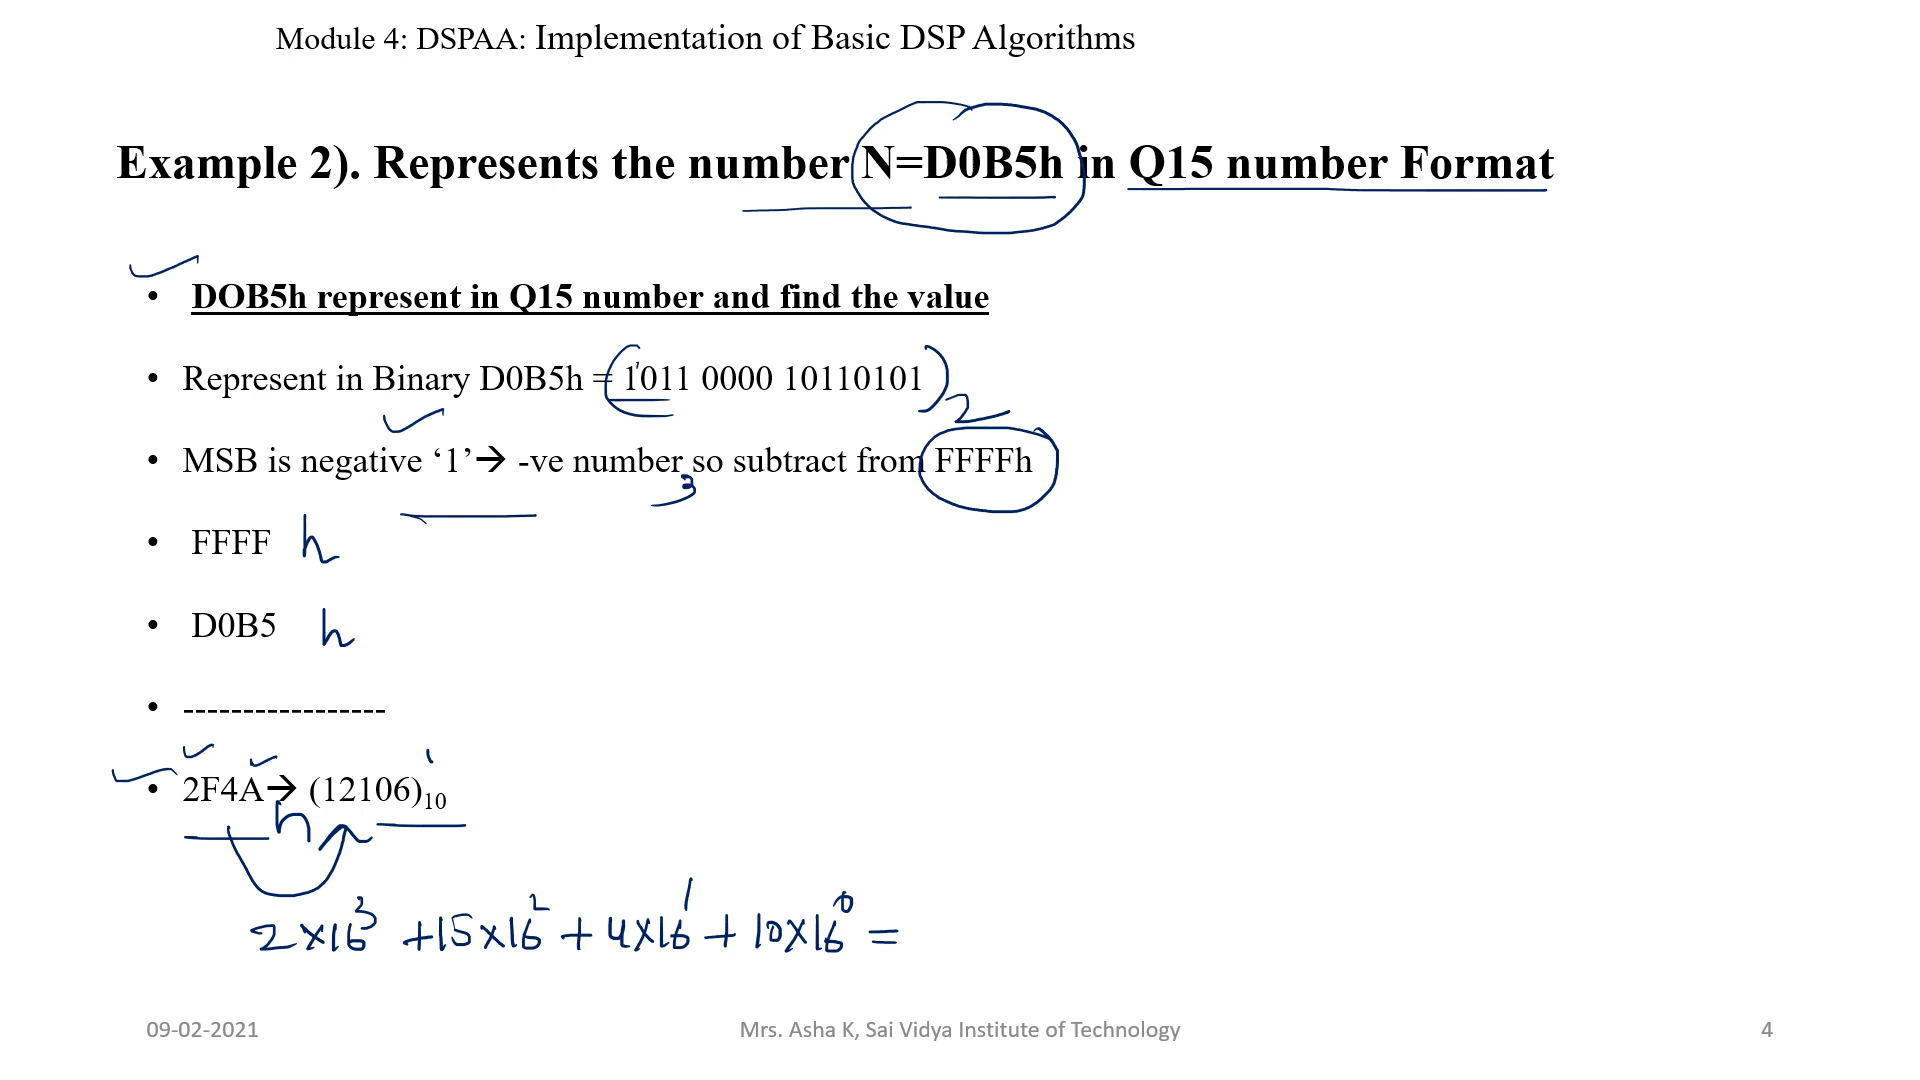 Module 4: DSPAA: Implementation of Basic DSP Algorithms
Example 2). Represents the number N=D0B5h in Q15 number Format
• DOB5h represent in Q15 number and find the value
• Represent in Binary D0B5h = (1011 0000 10110101)2
• MSB is negative ‘1’→ -ve number so subtract from FFFFh
• FFFF h
• D0B5 h
• -----------------
• 2F4A h → (12106)10
2×16³ +15×16² + 4×16¹ + 10×16⁰ =
09-02-2021 Mrs. Asha K, Sai Vidya Institute of Technology 4